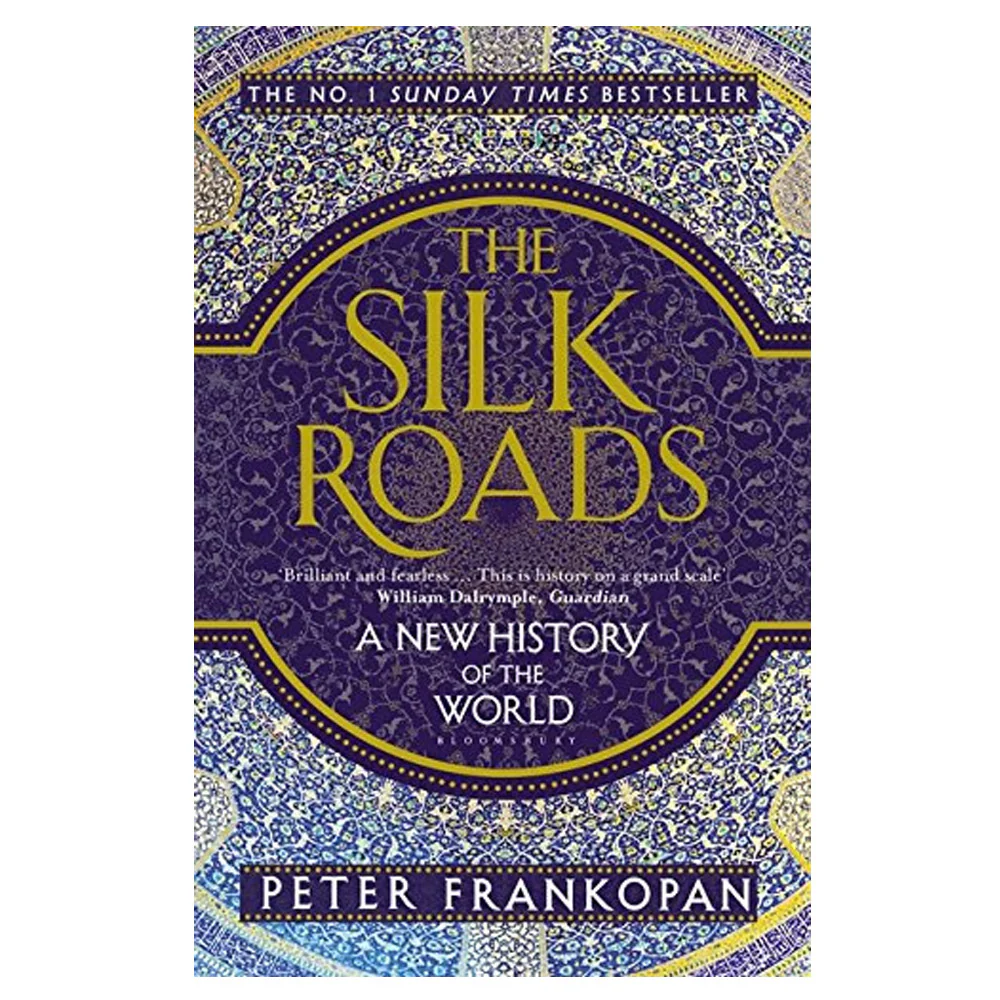 THE NO. 1 SUNDAY TIMES BESTSELLER
THE
SILK
ROADS
‘Brilliant and fearless ... This is history on a grand scale’
William Dalrymple, Guardian
A NEW HISTORY
OF THE
WORLD
BLOOMSBURY
PETER FRANKOPAN